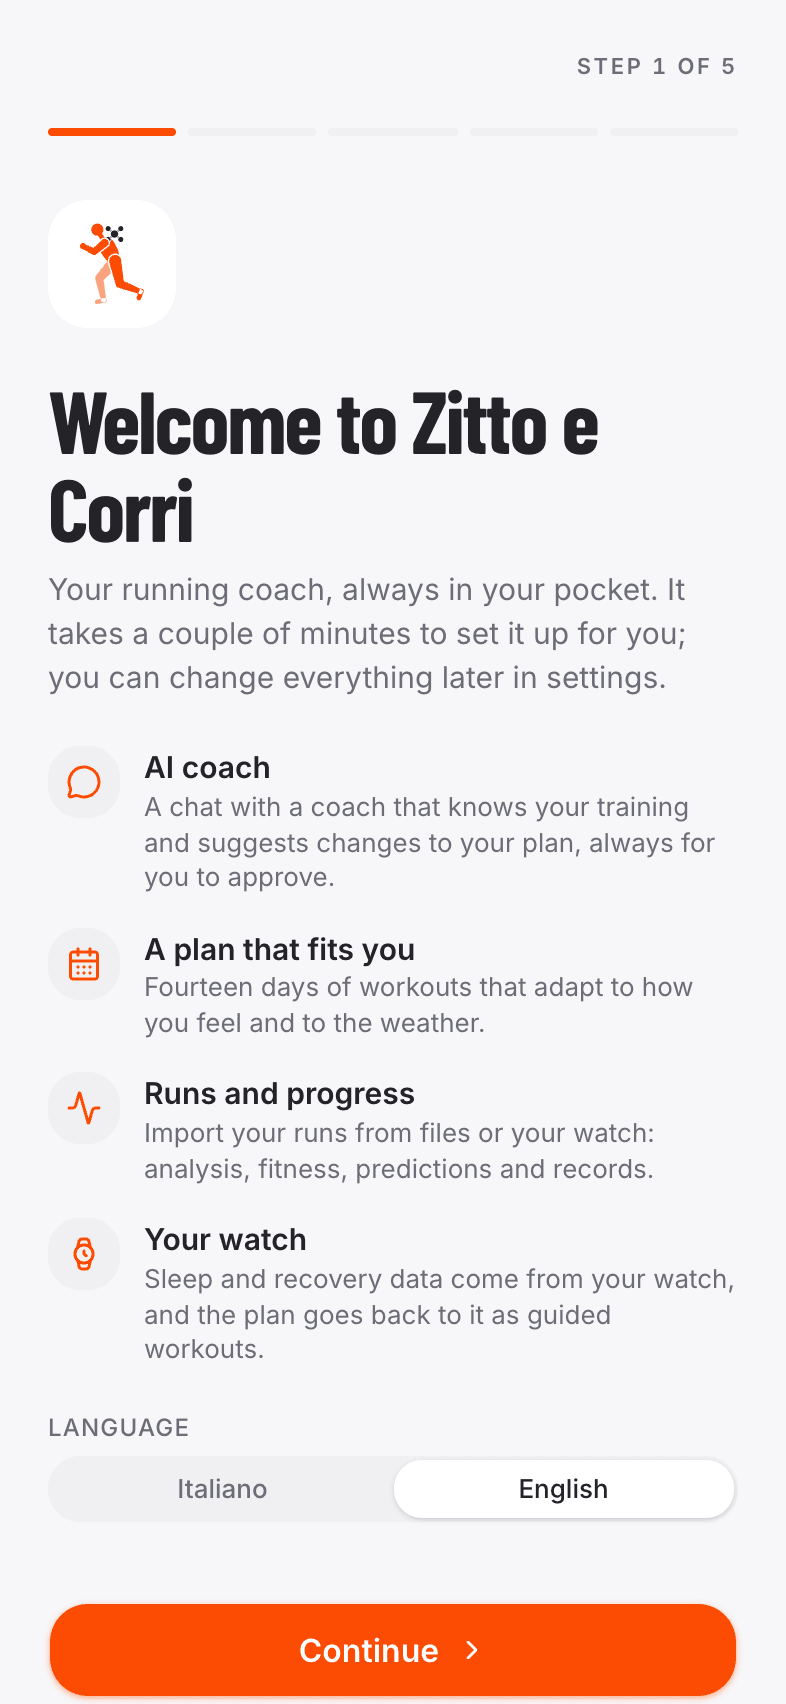 STEP 1 OF 5
Welcome to Zitto e
Corri
Your running coach, always in your pocket. It
takes a couple of minutes to set it up for you;
you can change everything later in settings.
AI coach
A chat with a coach that knows your training
and suggests changes to your plan, always for
you to approve.
A plan that fits you
Fourteen days of workouts that adapt to how
you feel and to the weather.
Runs and progress
Import your runs from files or your watch:
analysis, fitness, predictions and records.
Your watch
Sleep and recovery data come from your watch,
and the plan goes back to it as guided
workouts.
LANGUAGE
Italiano
English
Continue